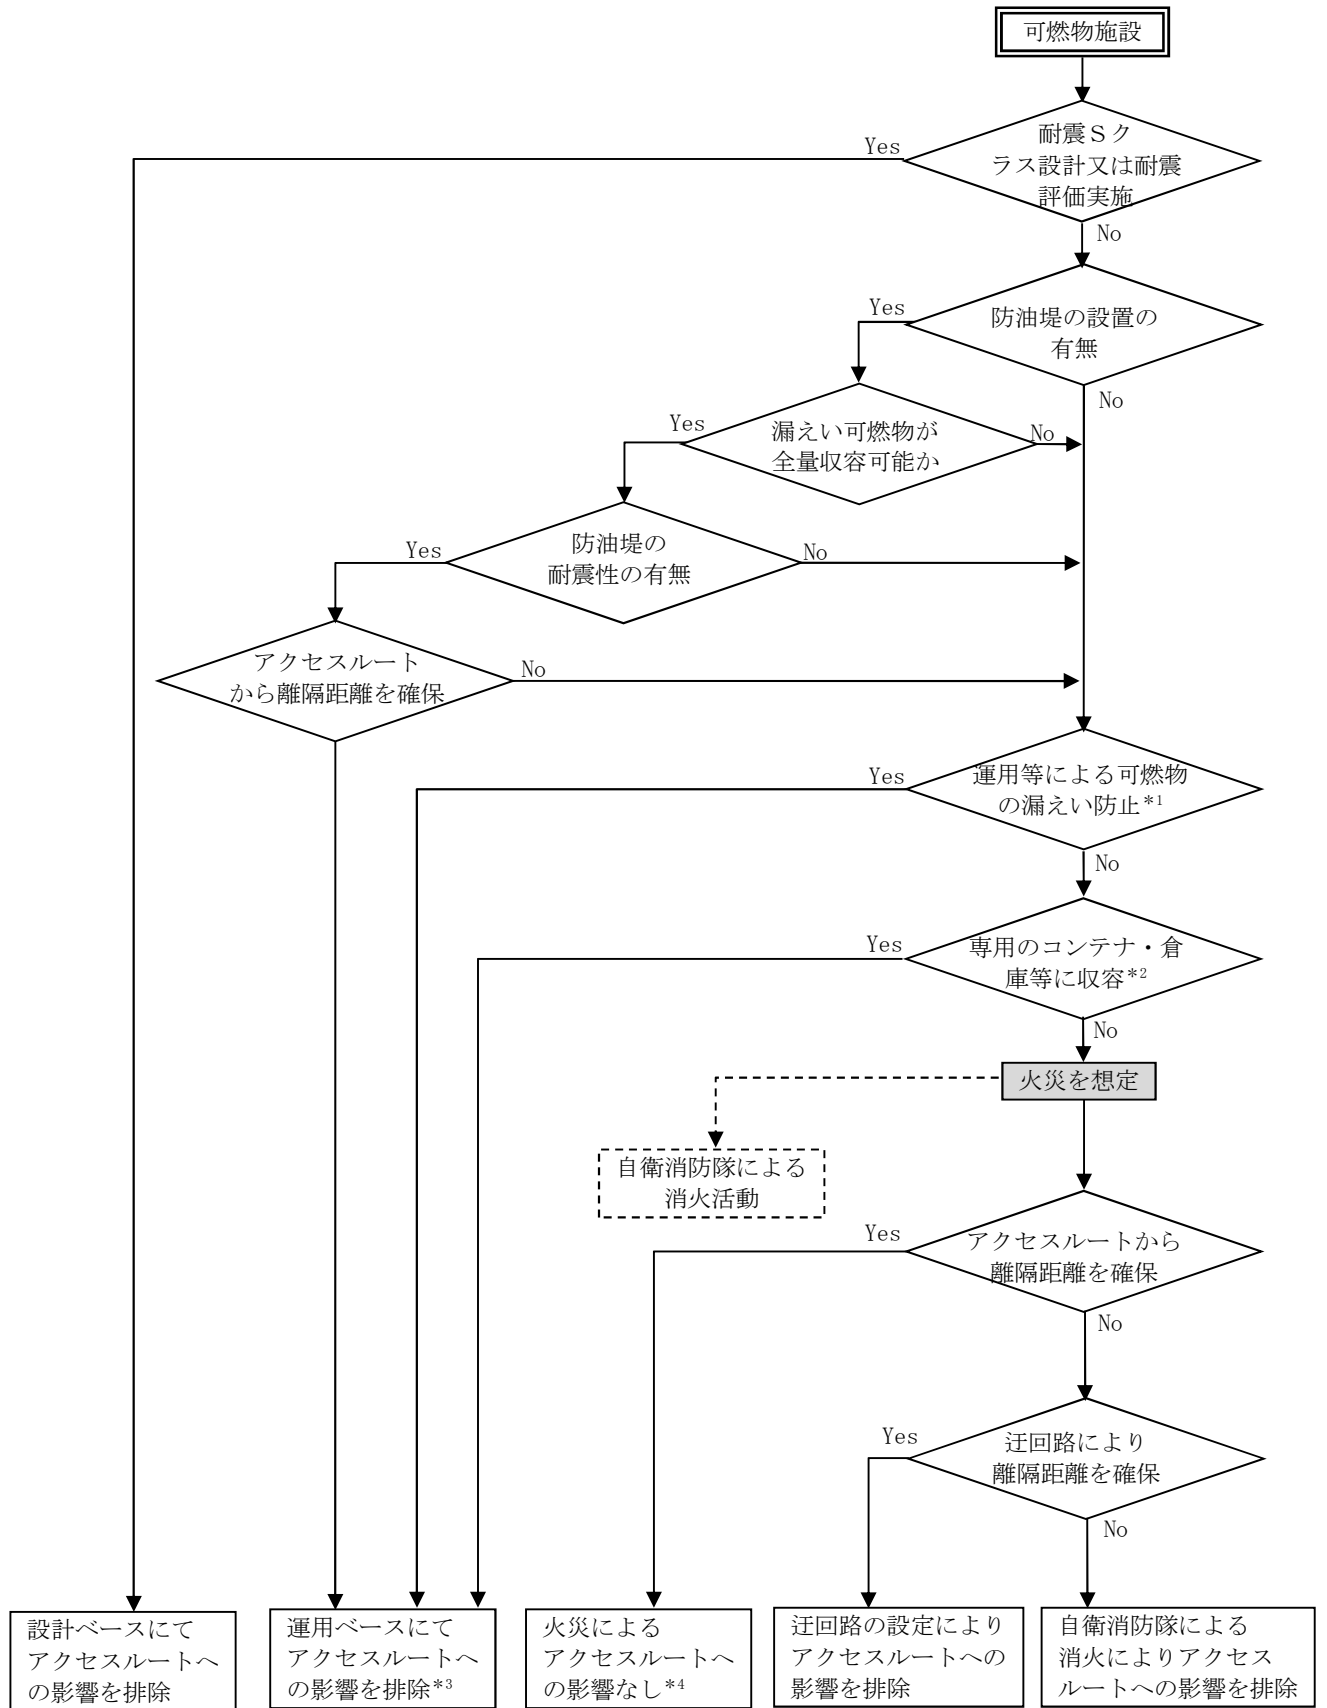 可燃物施設
耐震Sク
ラス設計又は耐震
評価実施
Yes
No
防油堤の設置の
有無
Yes
No
漏えい可燃物が
全量収容可能か
Yes
No
防油堤の
耐震性の有無
Yes
No
アクセスルート
から離隔距離を確保
No
運用等による可燃物
の漏えい防止*1
Yes
No
専用のコンテナ・倉
庫等に収容*2
Yes
No
火災を想定
自衛消防隊による
消火活動
アクセスルートから
離隔距離を確保
Yes
No
迂回路により
離隔距離を確保
Yes
No
設計ベースにて
アクセスルートへ
の影響を排除
運用ベースにて
アクセスルートへ
の影響を排除*3
火災による
アクセスルートへ
の影響なし*4
迂回路の設定により
アクセスルートへの
影響を排除
自衛消防隊による
消火によりアクセス
ルートへの影響を排除